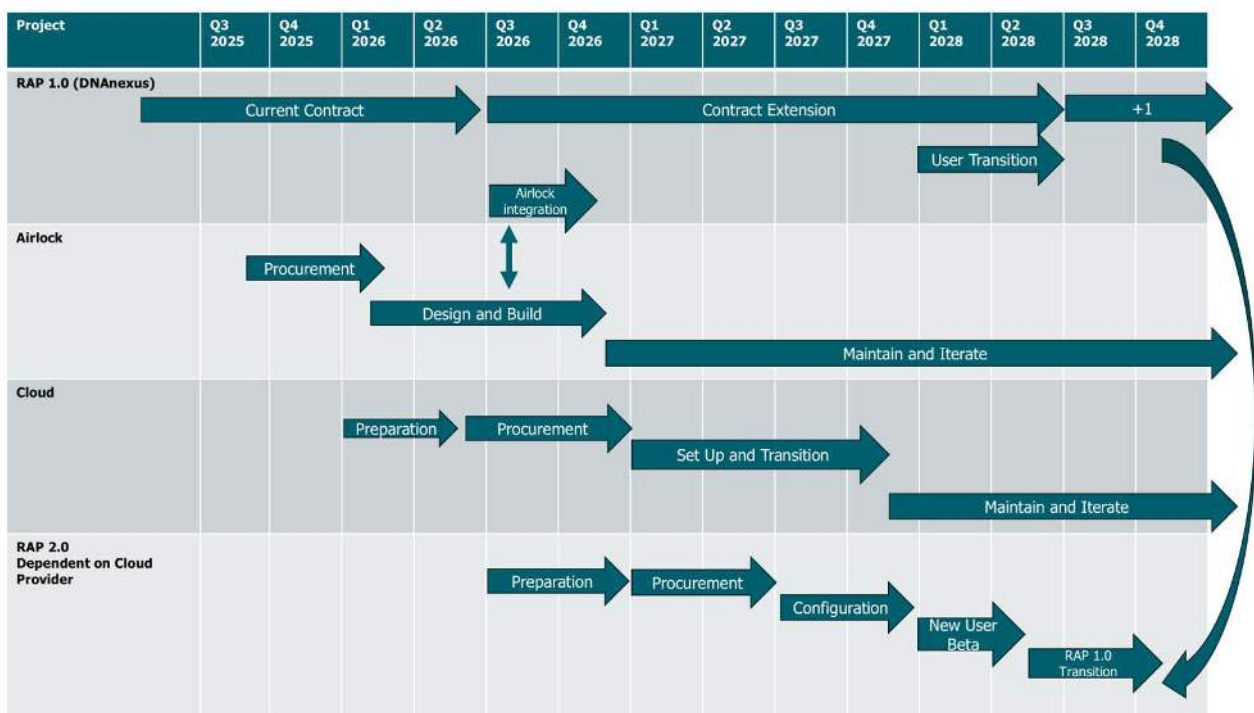 Project
Q3
2025
Q4
2025
Q1
2026
Q2
2026
Q3
2026
Q4
2026
Q1
2027
Q2
2027
Q3
2027
Q4
2027
Q1
2028
Q2
2028
Q3
2028
Q4
2028
RAP 1.0 (DNAnexus)
Current Contract
Contract Extension
+1
User Transition
Airlock
integration
Airlock
Procurement
Design and Build
Maintain and Iterate
Cloud
Preparation
Procurement
Set Up and Transition
Maintain and Iterate
RAP 2.0
Dependent on Cloud
Provider
Preparation
Procurement
Configuration
New User
Beta
RAP 1.0
Transition